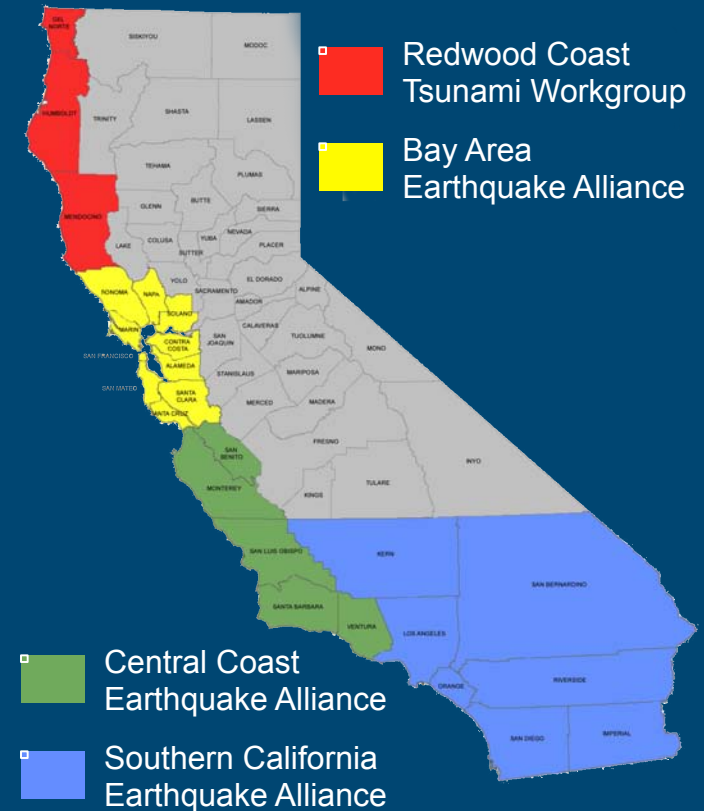 DEL
NORTE
SISKIYOU
MODOC
Redwood Coast
Tsunami Workgroup
HUMBOLDT
TRINITY
SHASTA
LASSEN
Bay Area
Earthquake Alliance
TEHAMA
PLUMAS
MENDOCINO
GLENN
BUTTE
SIERRA
LAKE
COLUSA
YUBA
NEVADA
SUTTER
PLACER
SONOMA
NAPA
YOLO
SACRAMENTO
EL DORADO
ALPINE
SOLANO
AMADOR
MARIN
CALAVERAS
CONTRA
COSTA
SAN
JOAQUIN
TUOLUMNE
MONO
SAN FRANCISCO
ALAMEDA
STANISLAUS
MARIPOSA
SAN MATEO
SANTA
CLARA
MERCED
MADERA
SANTA CRUZ
FRESNO
SAN
BENITO
INYO
MONTEREY
KINGS
TULARE
SAN LUIS OBISPO
KERN
SAN BERNARDINO
SANTA BARBARA
VENTURA
LOS ANGELES
Central Coast
Earthquake Alliance
ORANGE
RIVERSIDE
SAN DIEGO
IMPERIAL
Southern California
Earthquake Alliance